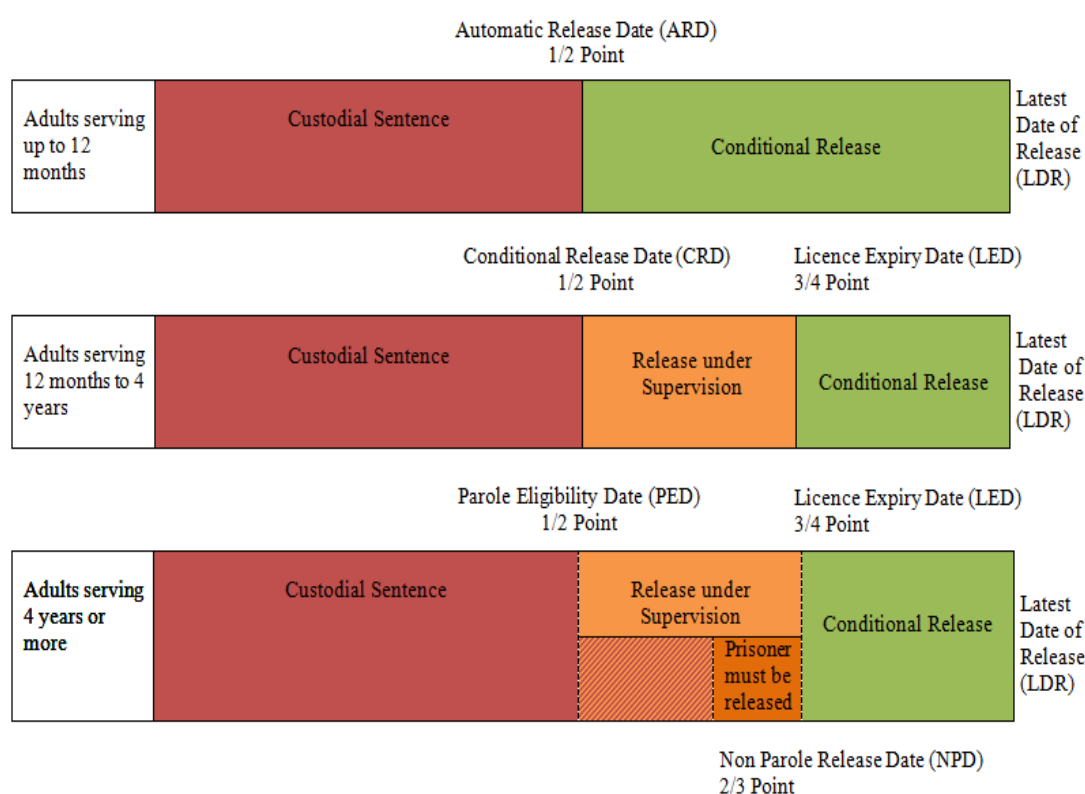 Automatic Release Date (ARD)
1/2 Point
Adults serving
up to 12
months
Custodial Sentence
Conditional Release
Latest
Date of
Release
(LDR)
Conditional Release Date (CRD)
1/2 Point
Licence Expiry Date (LED)
3/4 Point
Adults serving
12 months to 4
years
Custodial Sentence
Release under
Supervision
Conditional Release
Latest
Date of
Release
(LDR)
Parole Eligibility Date (PED)
1/2 Point
Licence Expiry Date (LED)
3/4 Point
Adults serving
4 years or
more
Custodial Sentence
Release under
Supervision
Prisoner
must be
released
Conditional Release
Latest
Date of
Release
(LDR)
Non Parole Release Date (NPD)
2/3 Point